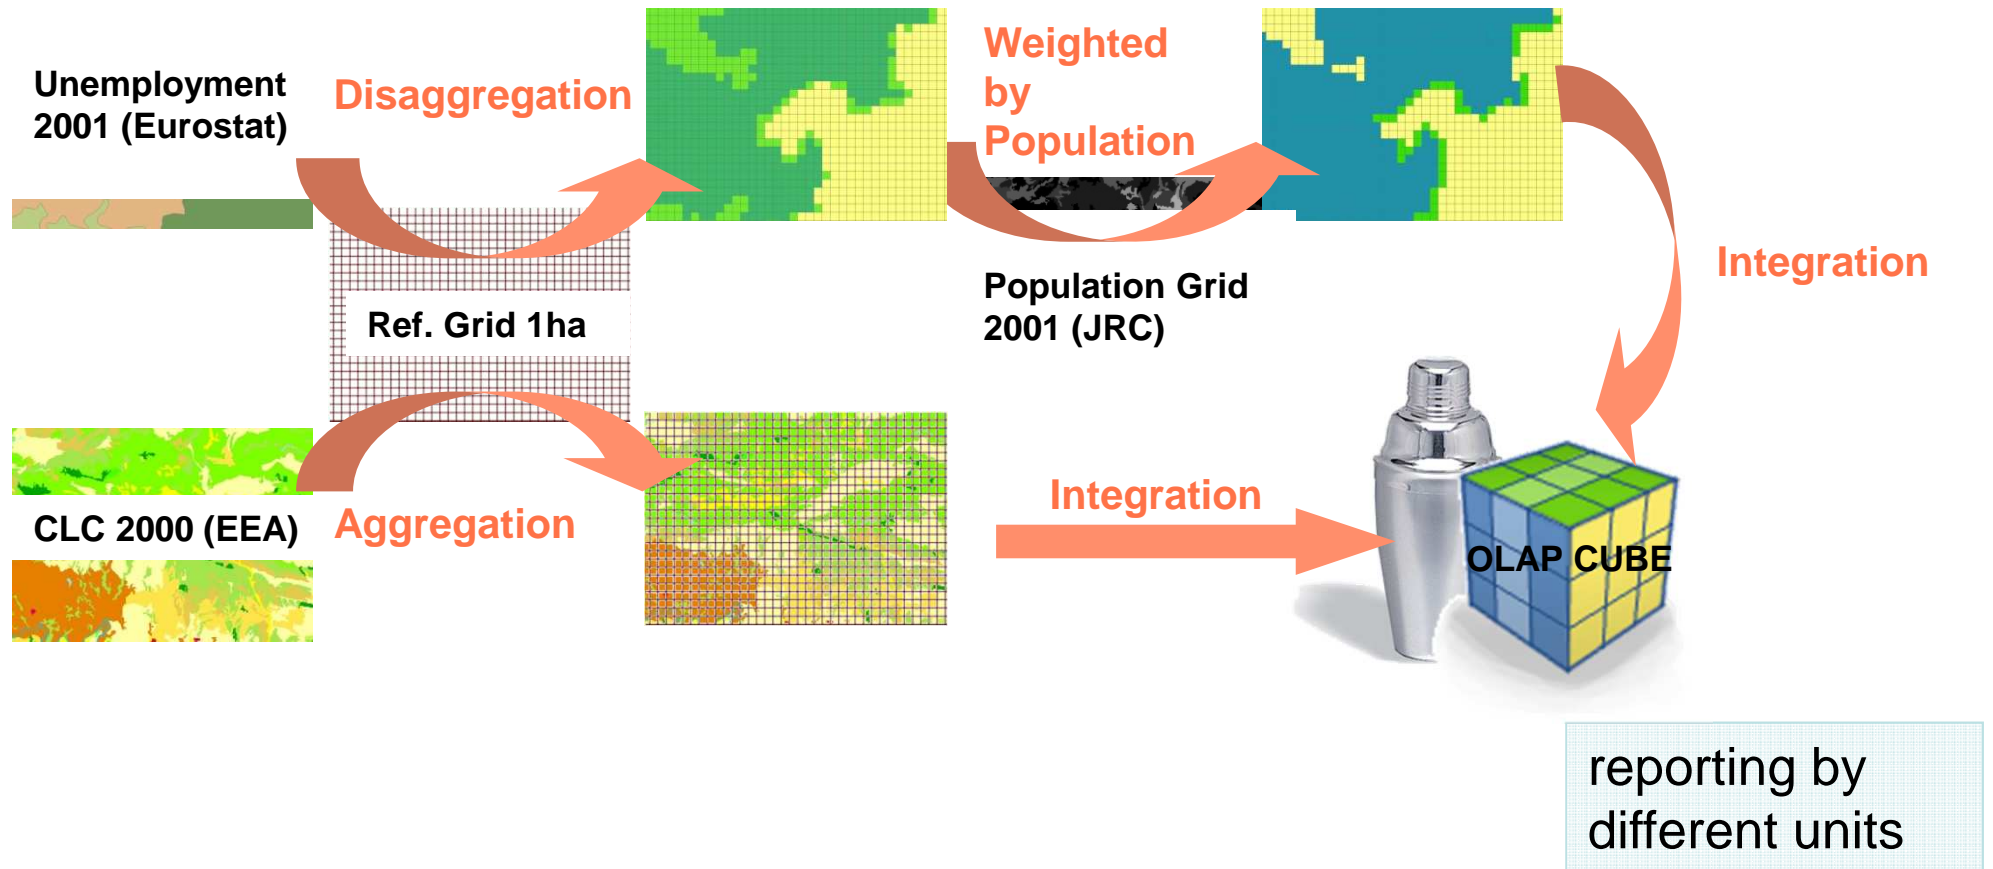 Unemployment
2001 (Eurostat)
Disaggregation
Weighted
by
Population
Integration
Ref. Grid 1ha
Population Grid
2001 (JRC)
CLC 2000 (EEA)
Aggregation
Integration
OLAP CUBE
reporting by
different units